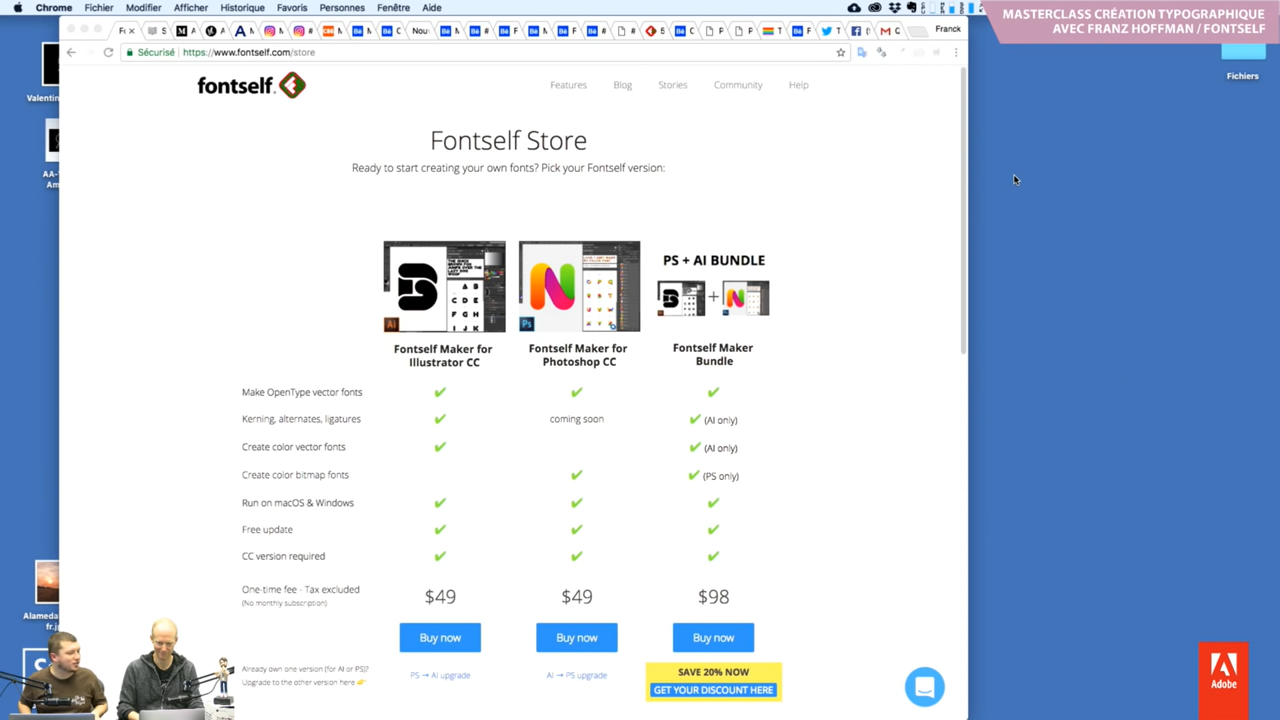 Chrome Fichier Modifier Afficher Historique Favoris Personnes Fenêtre Aide
MASTERCLASS CRÉATION TYPOGRAPHIQUE
AVEC FRANZ HOFFMAN / FONTSELF
Franck
Sécurisé https://www.fontself.com/store
Fichiers
Valentin
AA-
Am
fontself.
Features Blog Stories Community Help
Fontself Store
Ready to start creating your own fonts? Pick your Fontself version:
PS + AI BUNDLE
Ai
Ps
+
Fontself Maker for
Illustrator CC
Fontself Maker for
Photoshop CC
Fontself Maker
Bundle
Make OpenType vector fonts
Kerning, alternates, ligatures coming soon (AI only)
Create color vector fonts (AI only)
Create color bitmap fonts (PS only)
Run on macOS & Windows
Free update
CC version required
One-time fee - Tax excluded
(No monthly subscription)
$49 $49 $98
Buy now Buy now Buy now
Already own one version (for AI or PS)?
Upgrade to the other version here
PS → AI upgrade AI → PS upgrade
SAVE 20% NOW
GET YOUR DISCOUNT HERE
Alameda
fr.j
Adobe